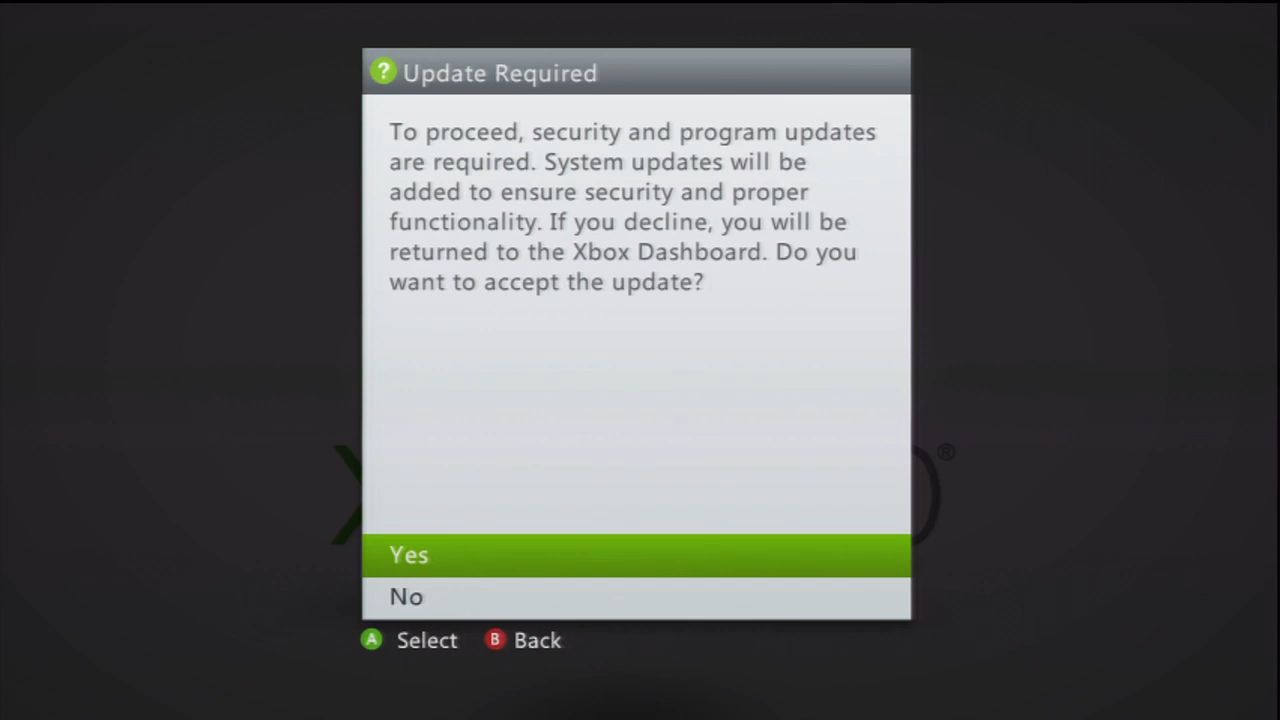 ? Update Required
To proceed, security and program updates
are required. System updates will be
added to ensure security and proper
functionality. If you decline, you will be
returned to the Xbox Dashboard. Do you
want to accept the update?
X ®
Yes
No
A Select B Back